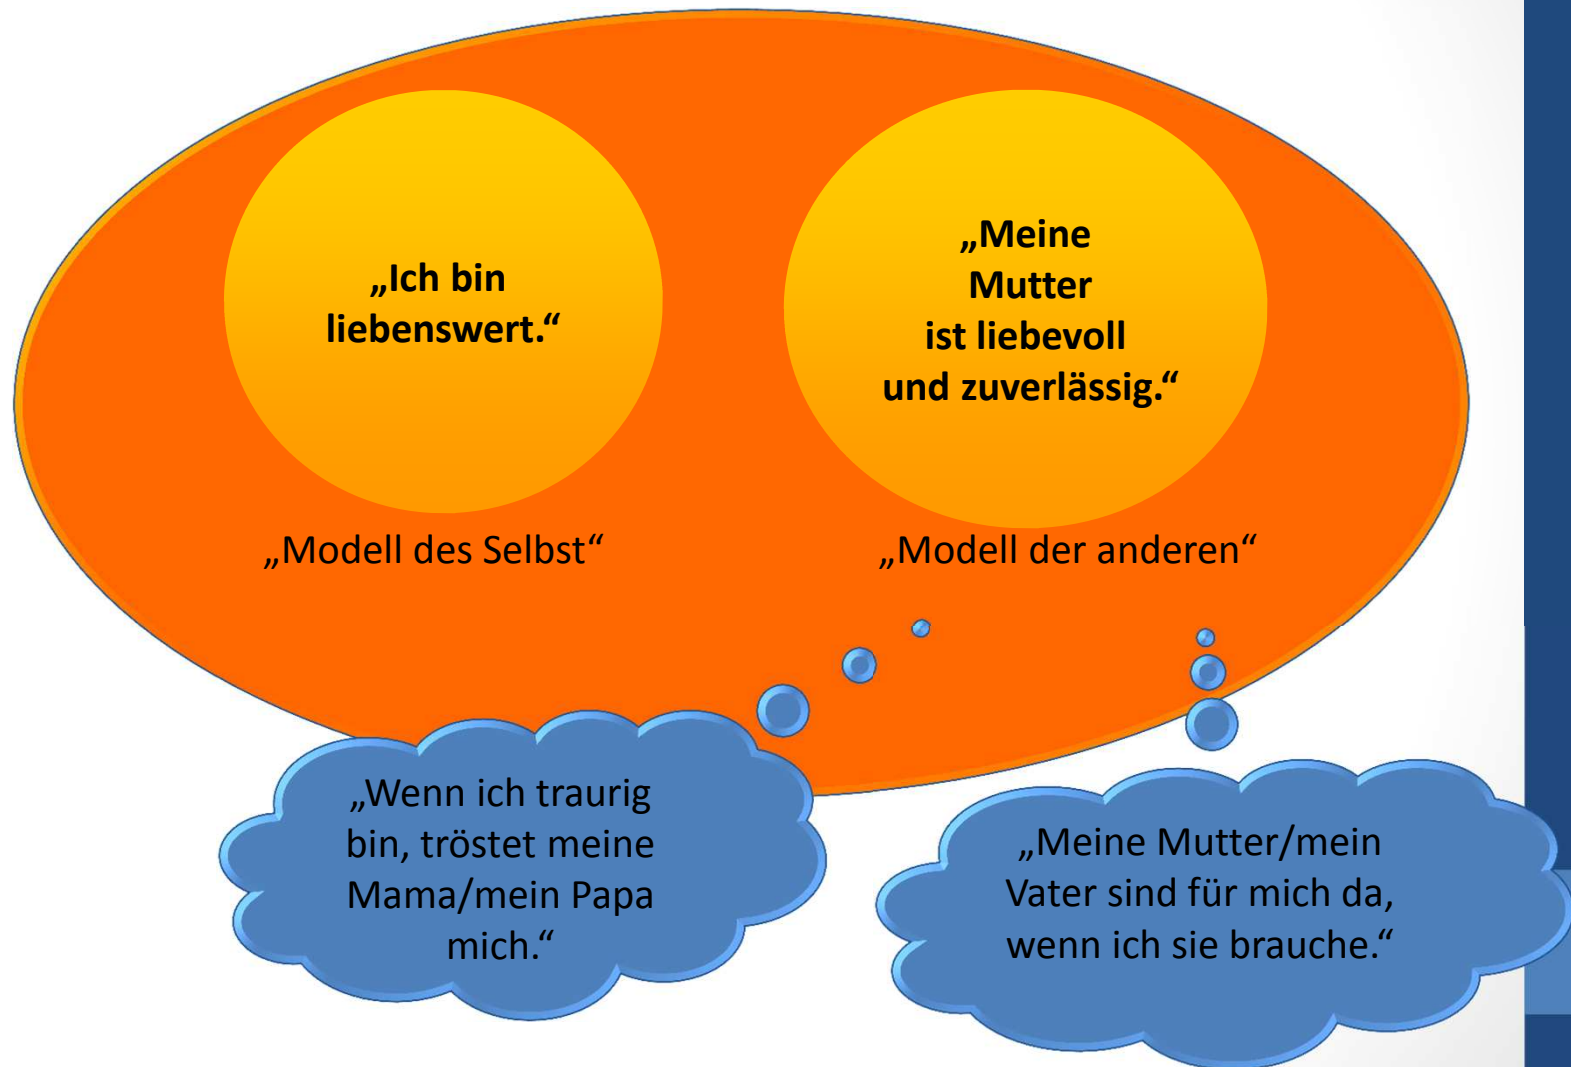 „Ich bin
liebenswert.“
„Meine
Mutter
ist liebevoll
und zuverlässig.“
„Modell des Selbst“
„Modell der anderen“
„Wenn ich traurig
bin, tröstet meine
Mama/mein Papa
mich.“
„Meine Mutter/mein
Vater sind für mich da,
wenn ich sie brauche.“